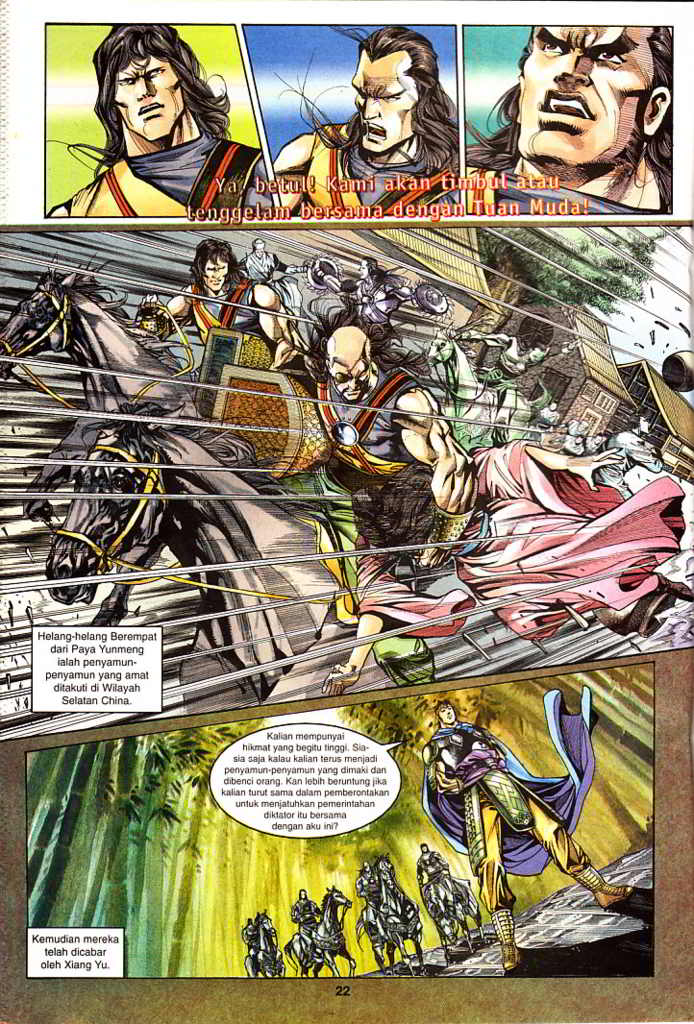 Ya, betul! Kami akan timbul atau
tenggelam bersama dengan Tuan Muda!
Helang-helang Berempat
dari Paya Yunmeng
ialah penyamun-
penyamun yang amat
ditakuti di Wilayah
Selatan China.
Kalian mempunyai
hikmat yang begitu tinggi. Sia-
sia saja kalau kalian terus menjadi
penyamun-penyamun yang dimaki dan
dibenci orang. Kan lebih beruntung jika
kalian turut sama dalam pemberontakan
untuk menjatuhkan pemerintahan
diktator itu bersama
dengan aku ini?
Kemudian mereka
telah dicabar
oleh Xiang Yu.
22